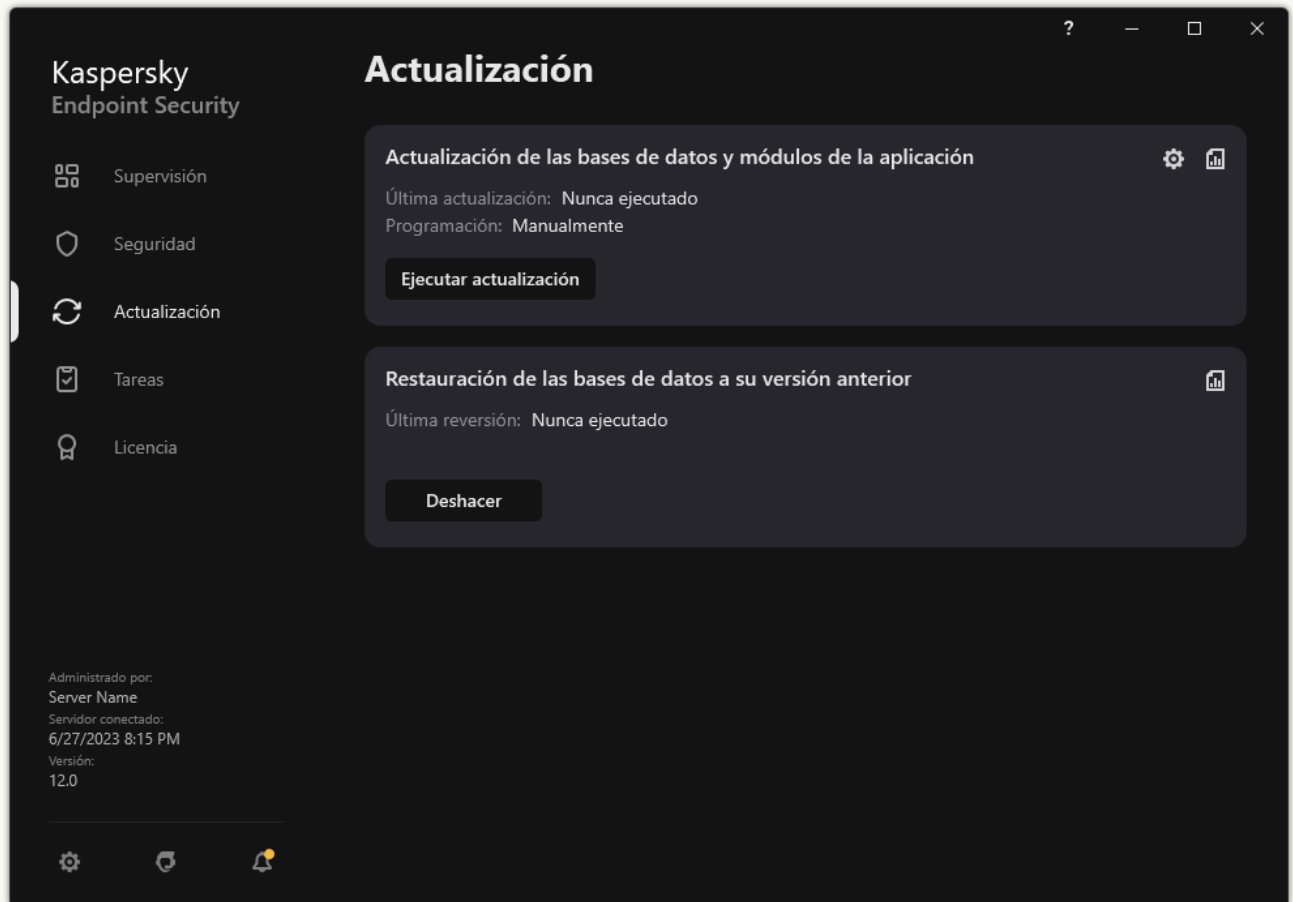 ?
Kaspersky
Endpoint Security
Supervisión
Seguridad
Actualización
Tareas
Licencia
Administrado por:
Server Name
Servidor conectado:
6/27/2023 8:15 PM
Versión:
12.0
Actualización
Actualización de las bases de datos y módulos de la aplicación
Última actualización: Nunca ejecutado
Programación: Manualmente
Ejecutar actualización
Restauración de las bases de datos a su versión anterior
Última reversión: Nunca ejecutado
Deshacer